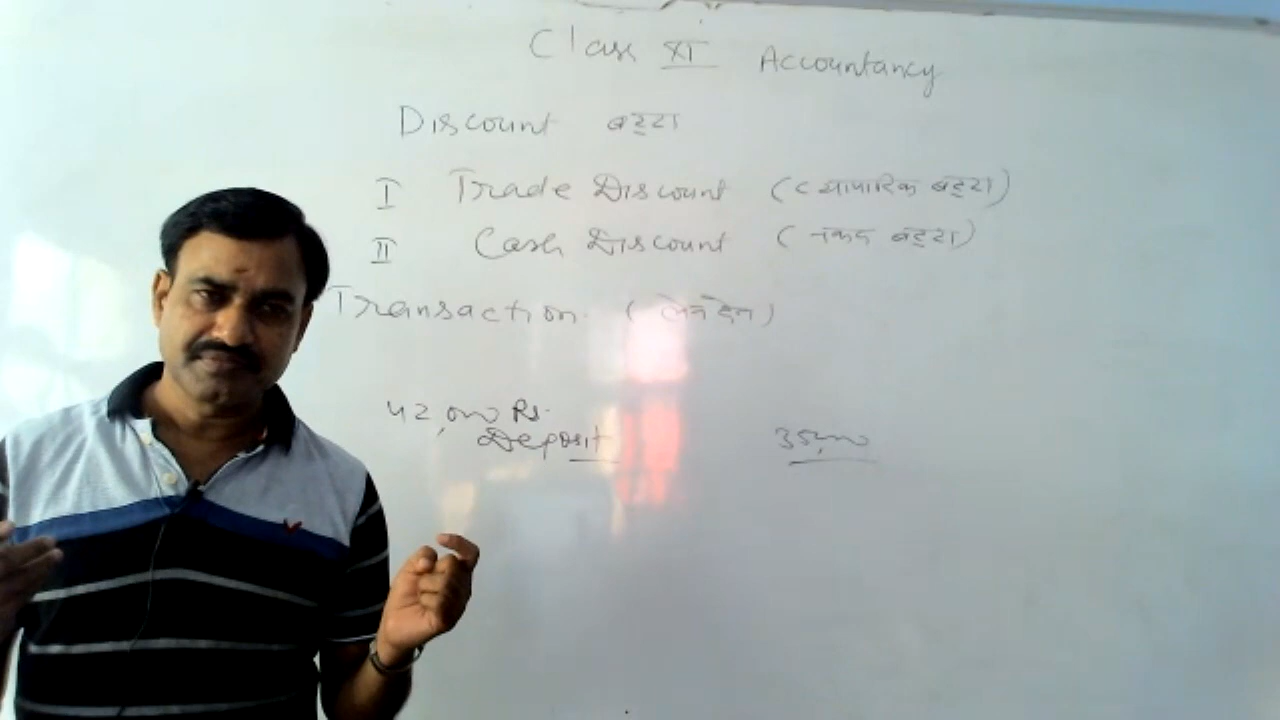 Class XI Accountancy
Discount बट्टा
I Trade Discount (व्यापारिक बट्टा)
II Cash Discount (नकद बट्टा)
Transaction. (लेनदेन)
42,000 Rs.
Deposit 35,000